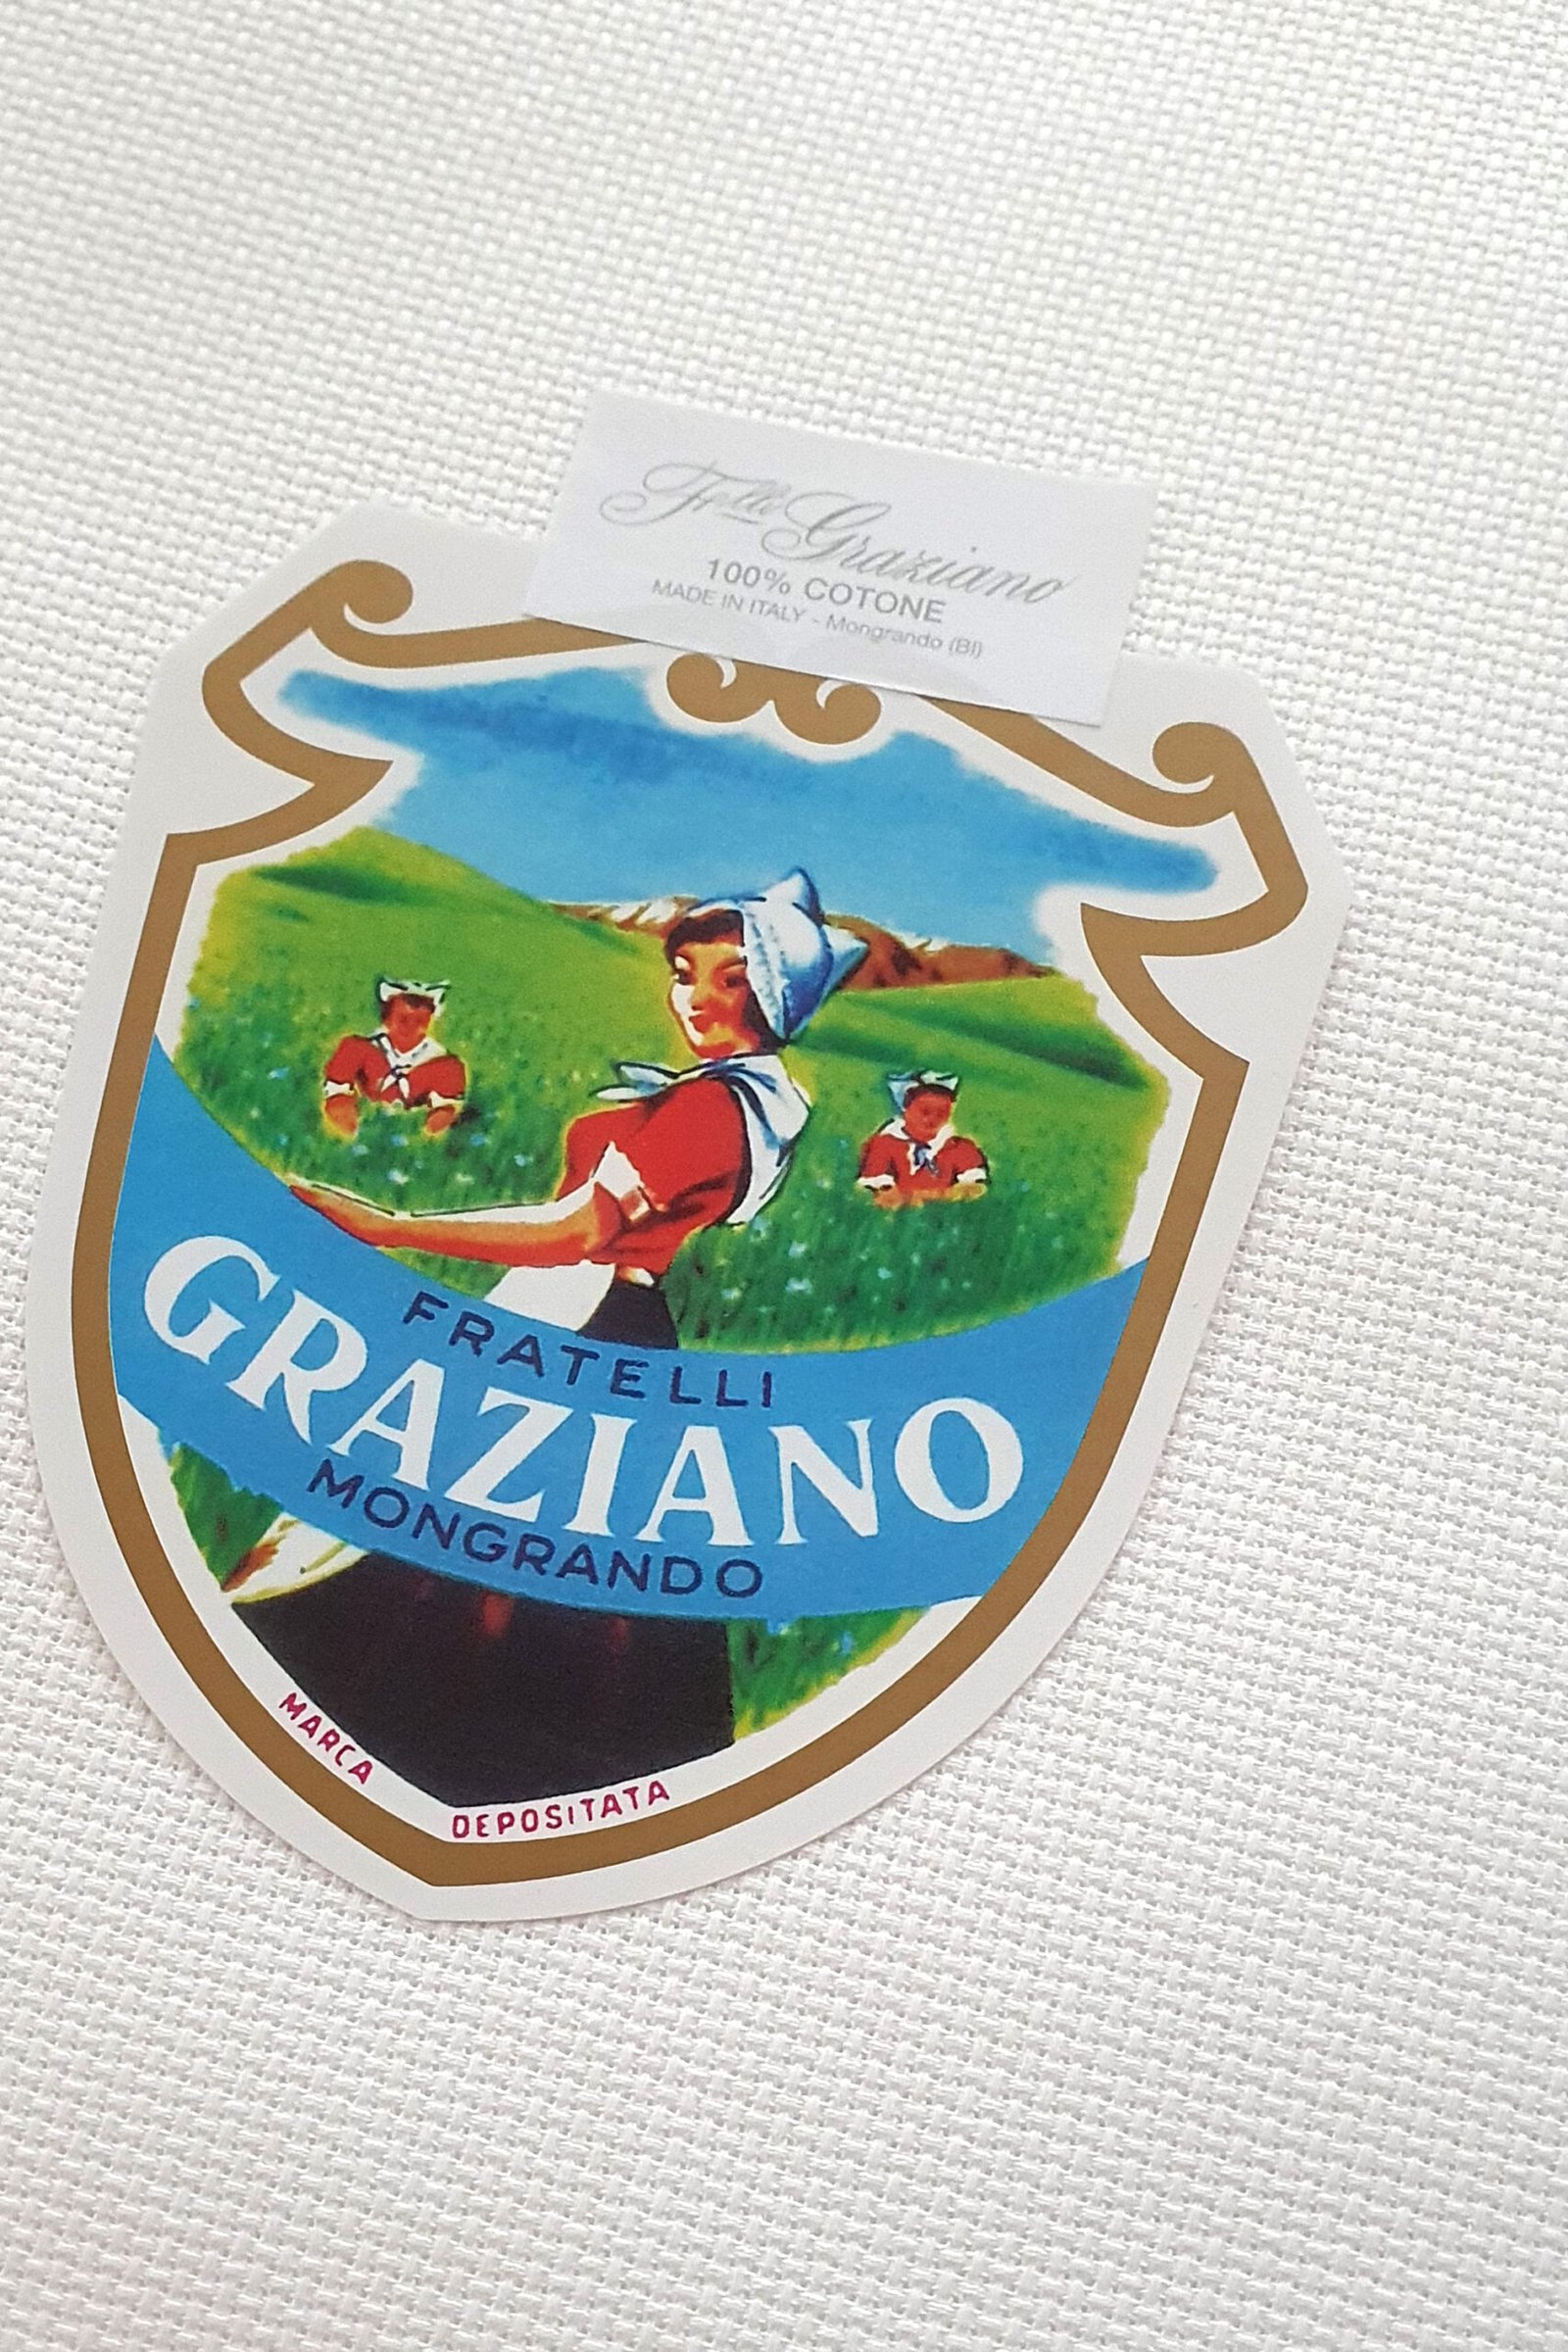 F.lli Graziano
100% COTONE
MADE IN ITALY - Mongrando (BI)
FRATELLI
GRAZIANO
MONGRANDO
MARCA DEPOSITATA